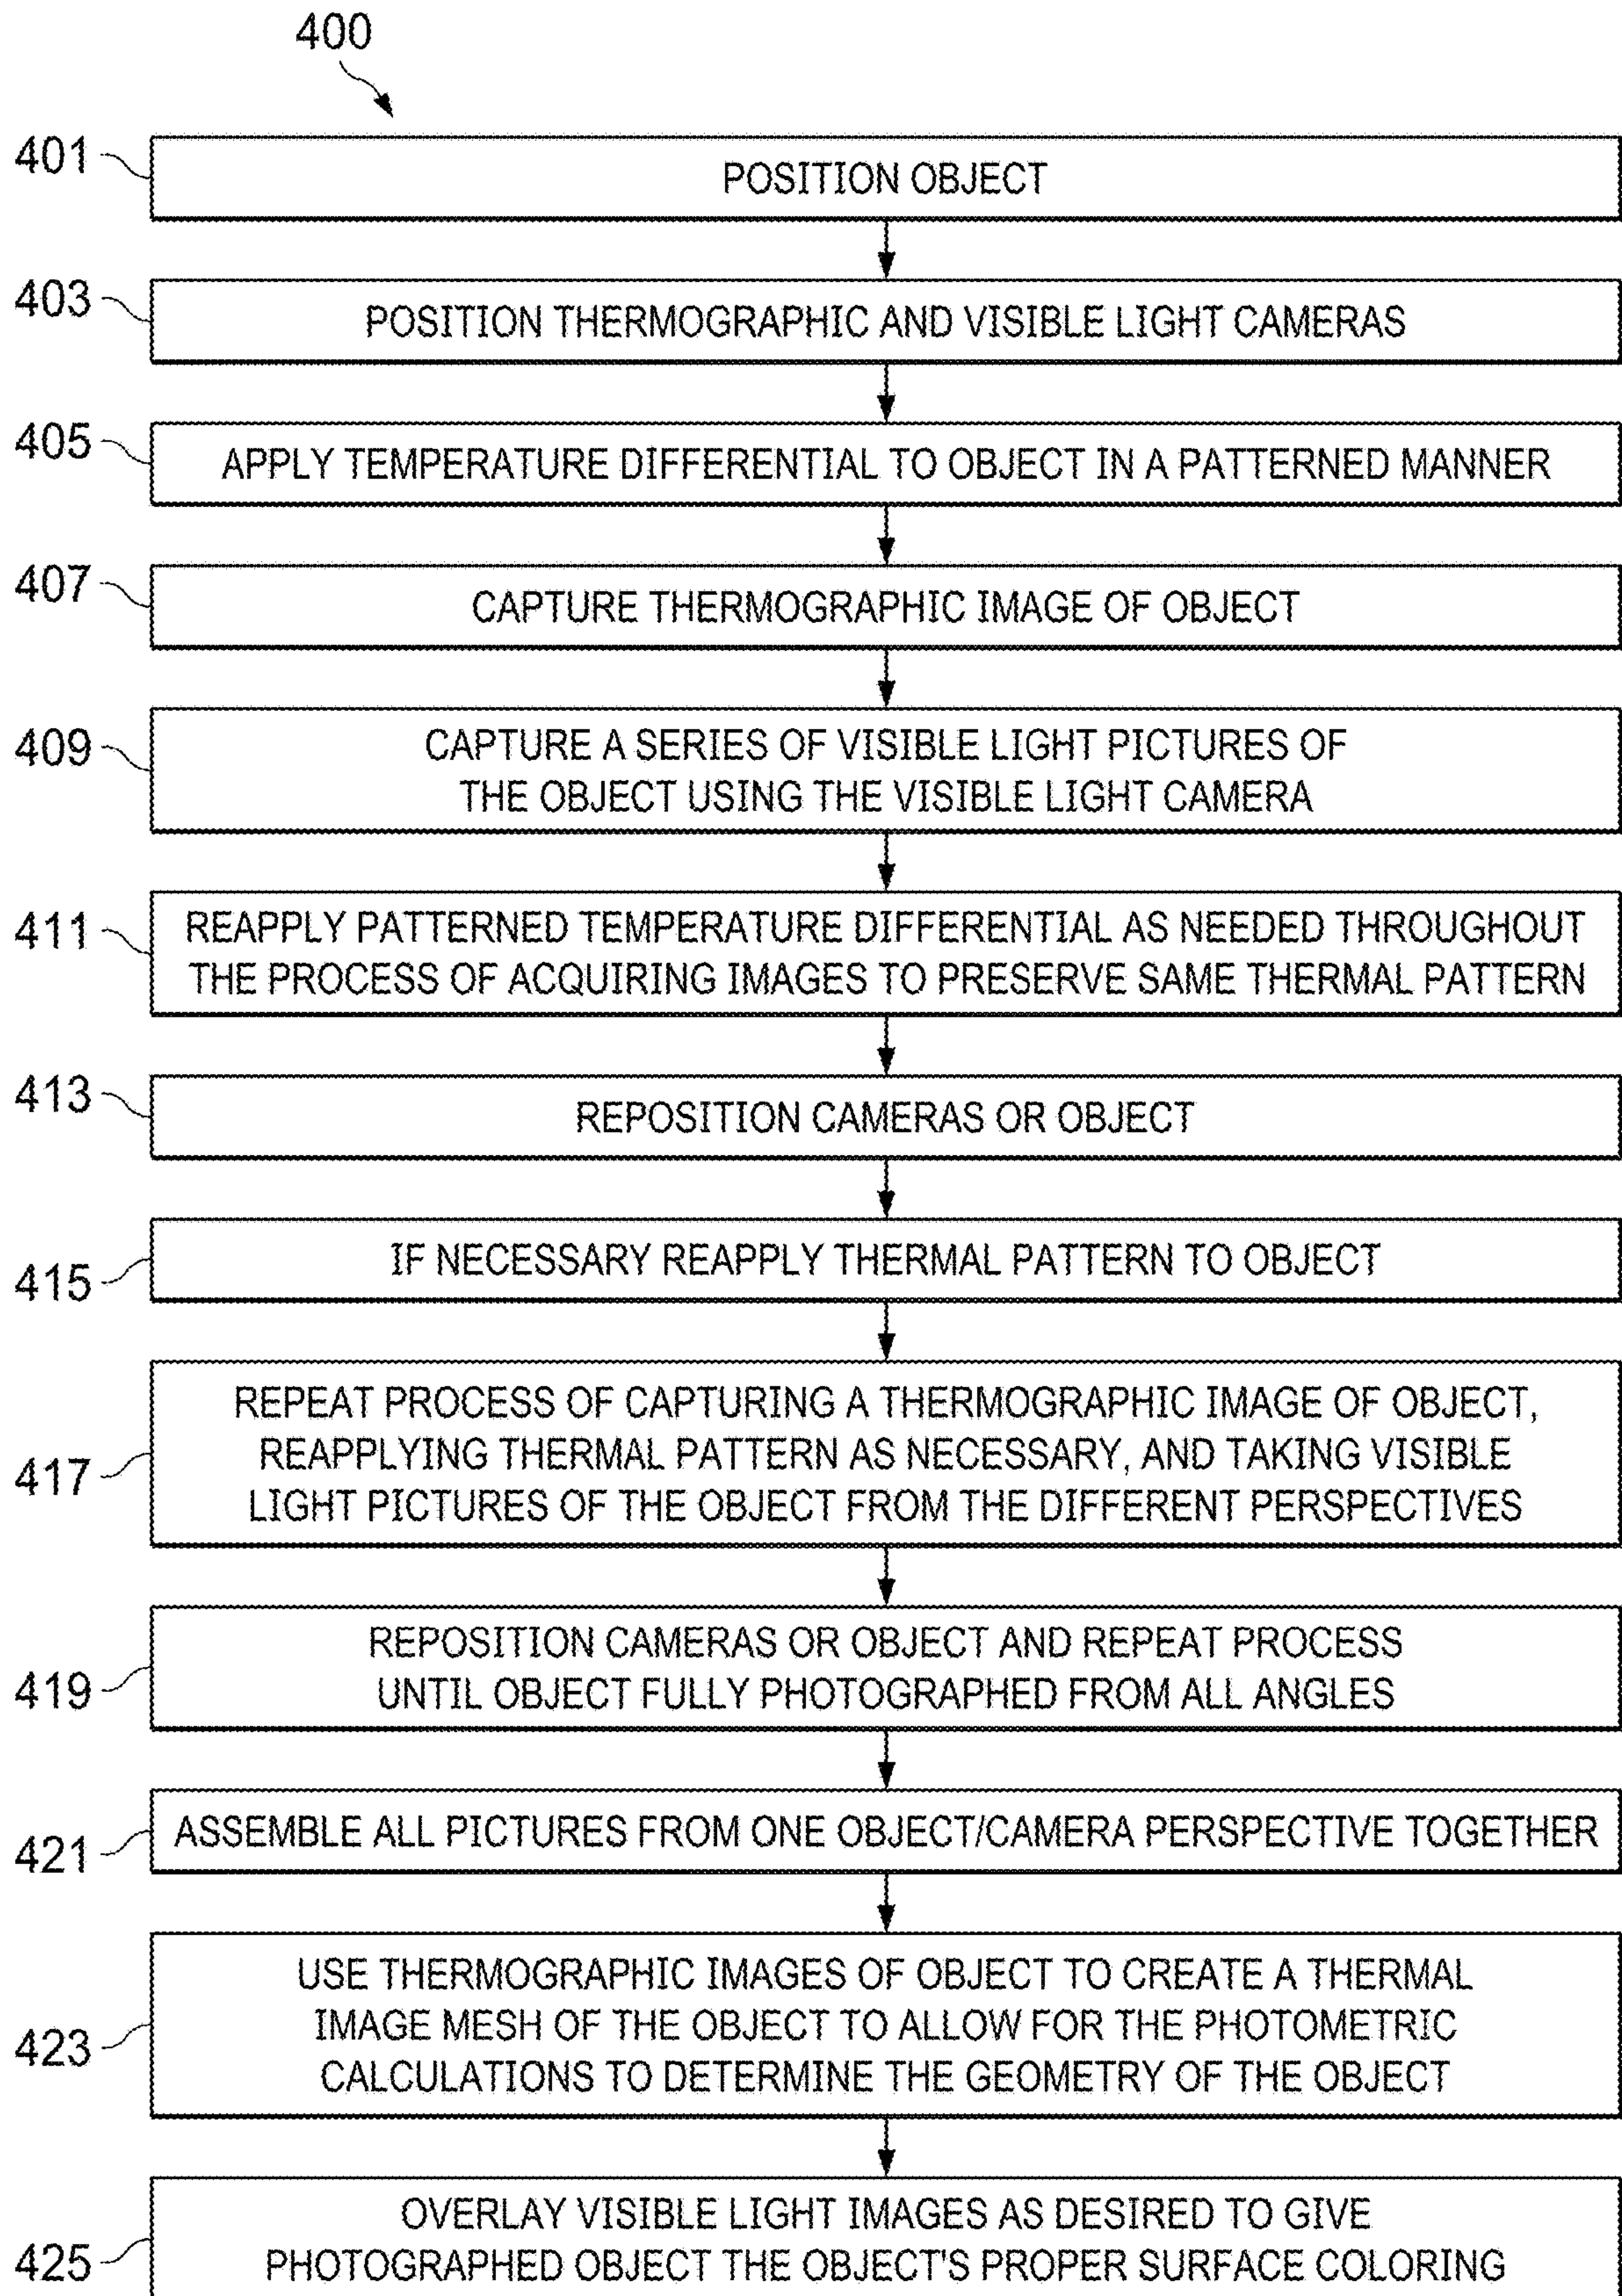 400
401
POSITION OBJECT
403
POSITION THERMOGRAPHIC AND VISIBLE LIGHT CAMERAS
405
APPLY TEMPERATURE DIFFERENTIAL TO OBJECT IN A PATTERNED MANNER
407
CAPTURE THERMOGRAPHIC IMAGE OF OBJECT
409
CAPTURE A SERIES OF VISIBLE LIGHT PICTURES OF
THE OBJECT USING THE VISIBLE LIGHT CAMERA
411
REAPPLY PATTERNED TEMPERATURE DIFFERENTIAL AS NEEDED THROUGHOUT
THE PROCESS OF ACQUIRING IMAGES TO PRESERVE SAME THERMAL PATTERN
413
REPOSITION CAMERAS OR OBJECT
415
IF NECESSARY REAPPLY THERMAL PATTERN TO OBJECT
417
REPEAT PROCESS OF CAPTURING A THERMOGRAPHIC IMAGE OF OBJECT,
REAPPLYING THERMAL PATTERN AS NECESSARY, AND TAKING VISIBLE
LIGHT PICTURES OF THE OBJECT FROM THE DIFFERENT PERSPECTIVES
419
REPOSITION CAMERAS OR OBJECT AND REPEAT PROCESS
UNTIL OBJECT FULLY PHOTOGRAPHED FROM ALL ANGLES
421
ASSEMBLE ALL PICTURES FROM ONE OBJECT/CAMERA PERSPECTIVE TOGETHER
423
USE THERMOGRAPHIC IMAGES OF OBJECT TO CREATE A THERMAL
IMAGE MESH OF THE OBJECT TO ALLOW FOR THE PHOTOMETRIC
CALCULATIONS TO DETERMINE THE GEOMETRY OF THE OBJECT
425
OVERLAY VISIBLE LIGHT IMAGES AS DESIRED TO GIVE
PHOTOGRAPHED OBJECT THE OBJECT'S PROPER SURFACE COLORING